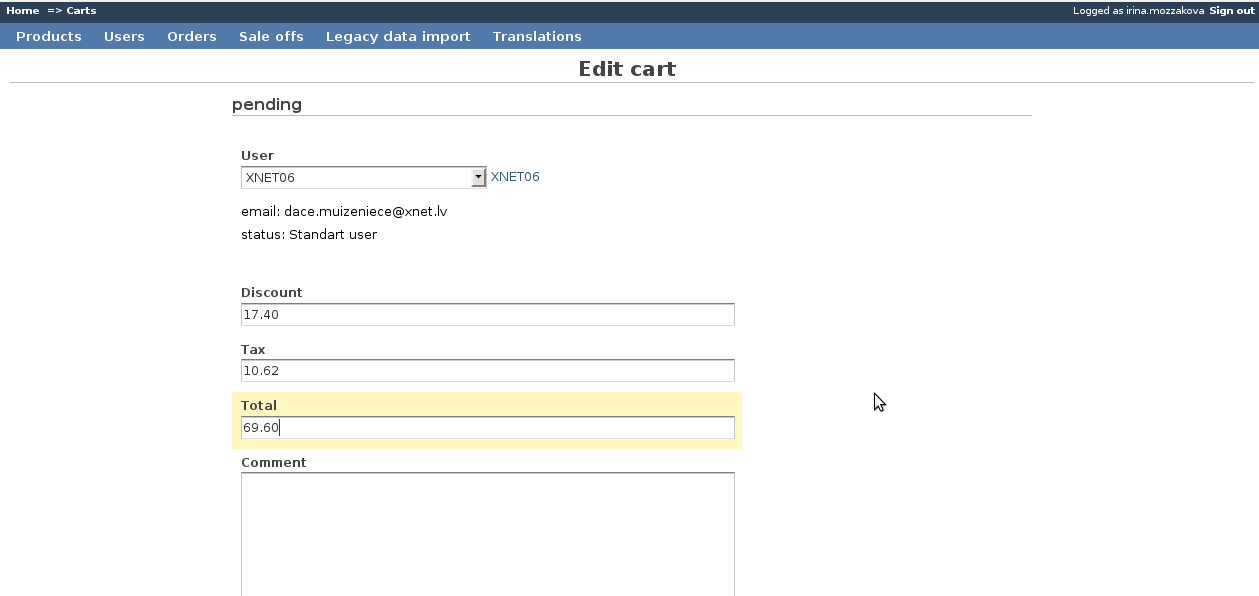 Home => Carts
Logged as irina.mozzakova Sign out
Products Users Orders Sale offs Legacy data import Translations
Edit cart
pending
User
XNET06 XNET06
email: dace.muizeniece@xnet.lv
status: Standart user
Discount
17.40
Tax
10.62
Total
69.60
Comment